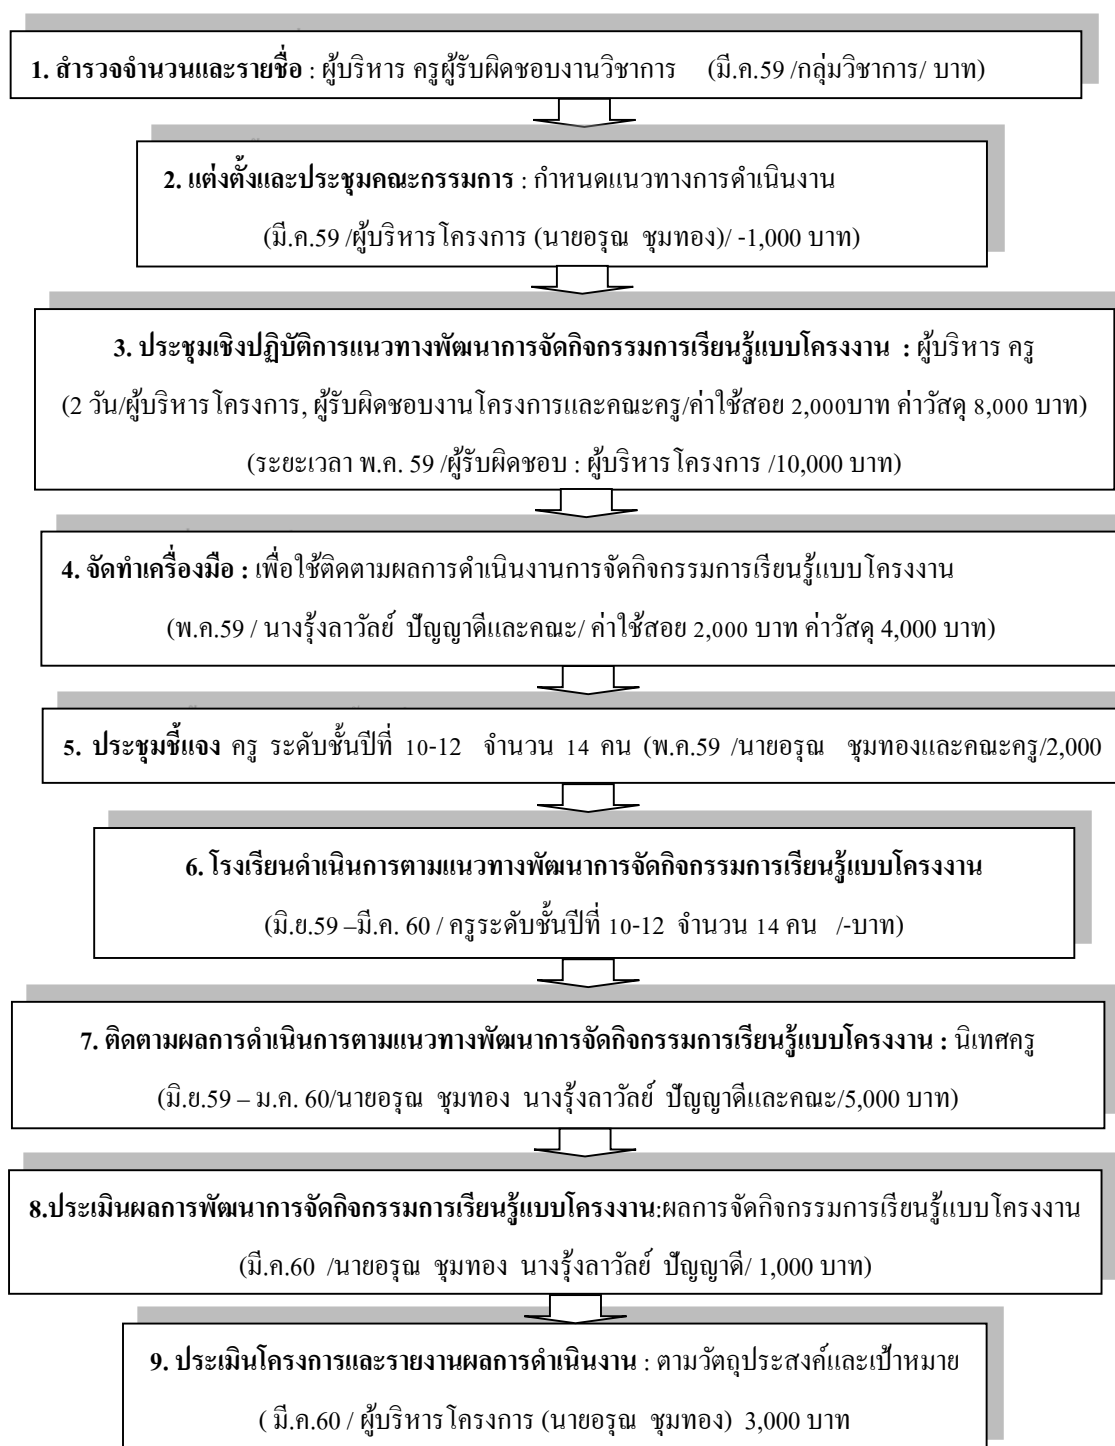 1. สำรวจจำนวนและรายชื่อ : ผู้บริหาร ครูผู้รับผิดชอบงานวิชาการ (มี.ค.59 /กลุ่มวิชาการ/ บาท)
2. แต่งตั้งและประชุมคณะกรรมการ : กำหนดแนวทางการดำเนินงาน
(มี.ค.59 /ผู้บริหารโครงการ (นายอรุณ ชุมทอง)/ -1,000 บาท)
3. ประชุมเชิงปฏิบัติการแนวทางพัฒนาการจัดกิจกรรมการเรียนรู้แบบโครงงาน : ผู้บริหาร ครู
(2 วัน/ผู้บริหารโครงการ, ผู้รับผิดชอบงานโครงการและคณะครู/ค่าใช้สอย 2,000บาท ค่าวัสดุ 8,000 บาท)
(ระยะเวลา พ.ค. 59 /ผู้รับผิดชอบ : ผู้บริหารโครงการ /10,000 บาท)
4. จัดทำเครื่องมือ : เพื่อใช้ติดตามผลการดำเนินงานการจัดกิจกรรมการเรียนรู้แบบโครงงาน
(พ.ค.59 / นางรุ้งลาวัลย์ ปัญญาดีและคณะ/ ค่าใช้สอย 2,000 บาท ค่าวัสดุ 4,000 บาท)
5. ประชุมชี้แจง ครู ระดับชั้นปีที่ 10-12 จำนวน 14 คน (พ.ค.59 /นายอรุณ ชุมทองและคณะครู/2,000
6. โรงเรียนดำเนินการตามแนวทางพัฒนาการจัดกิจกรรมการเรียนรู้แบบโครงงาน
(มิ.ย.59 –มี.ค. 60 / ครูระดับชั้นปีที่ 10-12 จำนวน 14 คน /-บาท)
7. ติดตามผลการดำเนินการตามแนวทางพัฒนาการจัดกิจกรรมการเรียนรู้แบบโครงงาน : นิเทศครู
(มิ.ย.59 – ม.ค. 60/นายอรุณ ชุมทอง นางรุ้งลาวัลย์ ปัญญาดีและคณะ/5,000 บาท)
8.ประเมินผลการพัฒนาการจัดกิจกรรมการเรียนรู้แบบโครงงาน:ผลการจัดกิจกรรมการเรียนรู้แบบโครงงาน
(มี.ค.60 /นายอรุณ ชุมทอง นางรุ้งลาวัลย์ ปัญญาดี/ 1,000 บาท)
9. ประเมินโครงการและรายงานผลการดำเนินงาน : ตามวัตถุประสงค์และเป้าหมาย
( มี.ค.60 / ผู้บริหารโครงการ (นายอรุณ ชุมทอง) 3,000 บาท